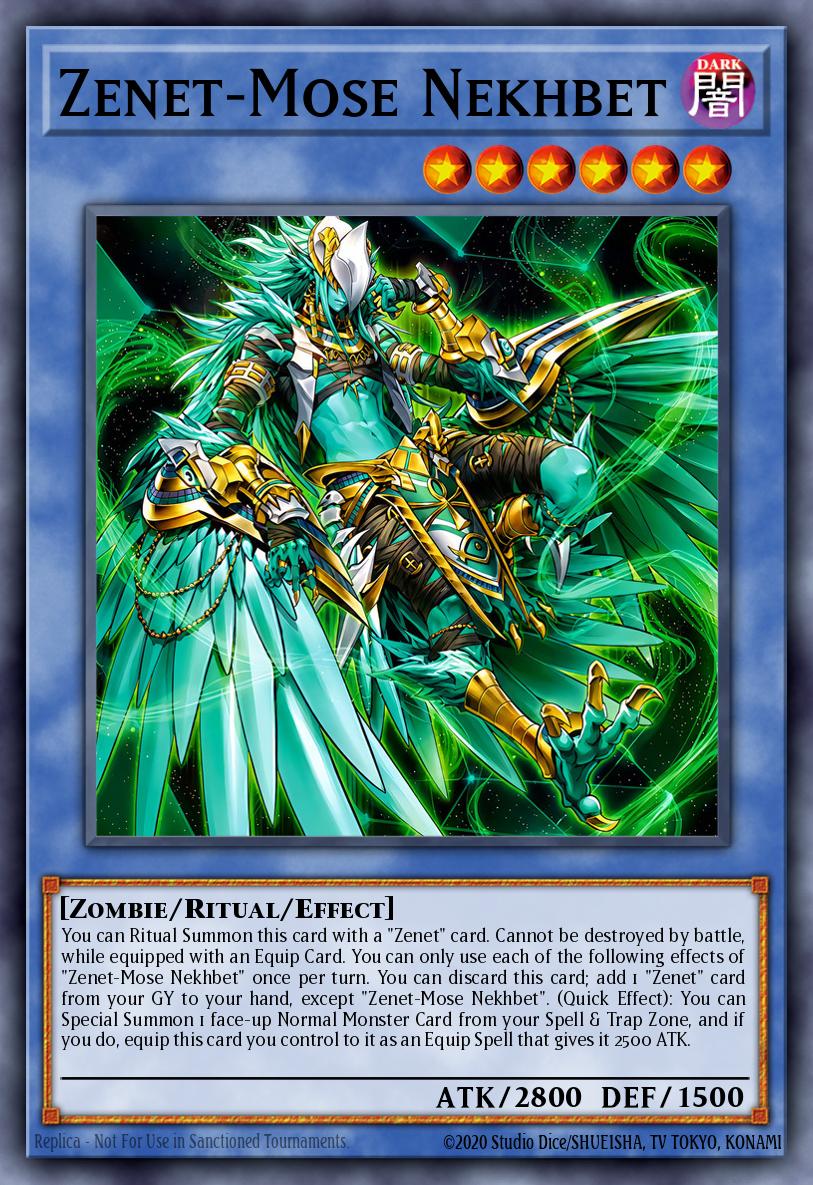 Zenet-Mose Nekhbet
DARK
闇
[Zombie/Ritual/Effect]
You can Ritual Summon this card with a "Zenet" card. Cannot be destroyed by battle,
while equipped with an Equip Card. You can only use each of the following effects of
"Zenet-Mose Nekhbet" once per turn. You can discard this card; add 1 "Zenet" card
from your GY to your hand, except "Zenet-Mose Nekhbet". (Quick Effect): You can
Special Summon 1 face-up Normal Monster Card from your Spell & Trap Zone, and if
you do, equip this card you control to it as an Equip Spell that gives it 2500 ATK.
ATK/2800 DEF/1500
Replica - Not For Use in Sanctioned Tournaments.
©2020 Studio Dice/SHUEISHA, TV TOKYO, KONAMI